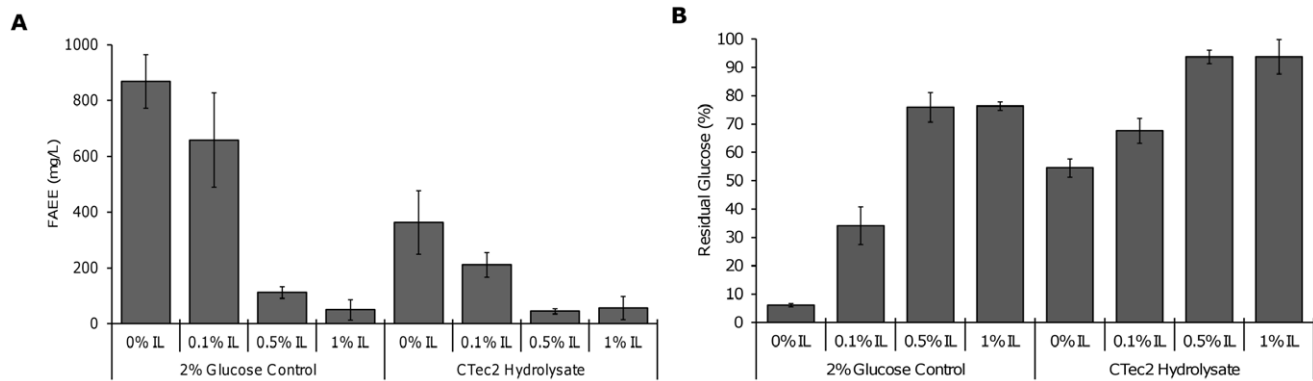 A
FAEE (mg/L)
1000
800
600
400
200
0
0% IL 0.1% IL 0.5% IL 1% IL 0% IL 0.1% IL 0.5% IL 1% IL
2% Glucose Control CTec2 Hydrolysate
B
Residual Glucose (%)
100
90
80
70
60
50
40
30
20
10
0
0% IL 0.1% IL 0.5% IL 1% IL 0% IL 0.1% IL 0.5% IL 1% IL
2% Glucose Control CTec2 Hydrolysate